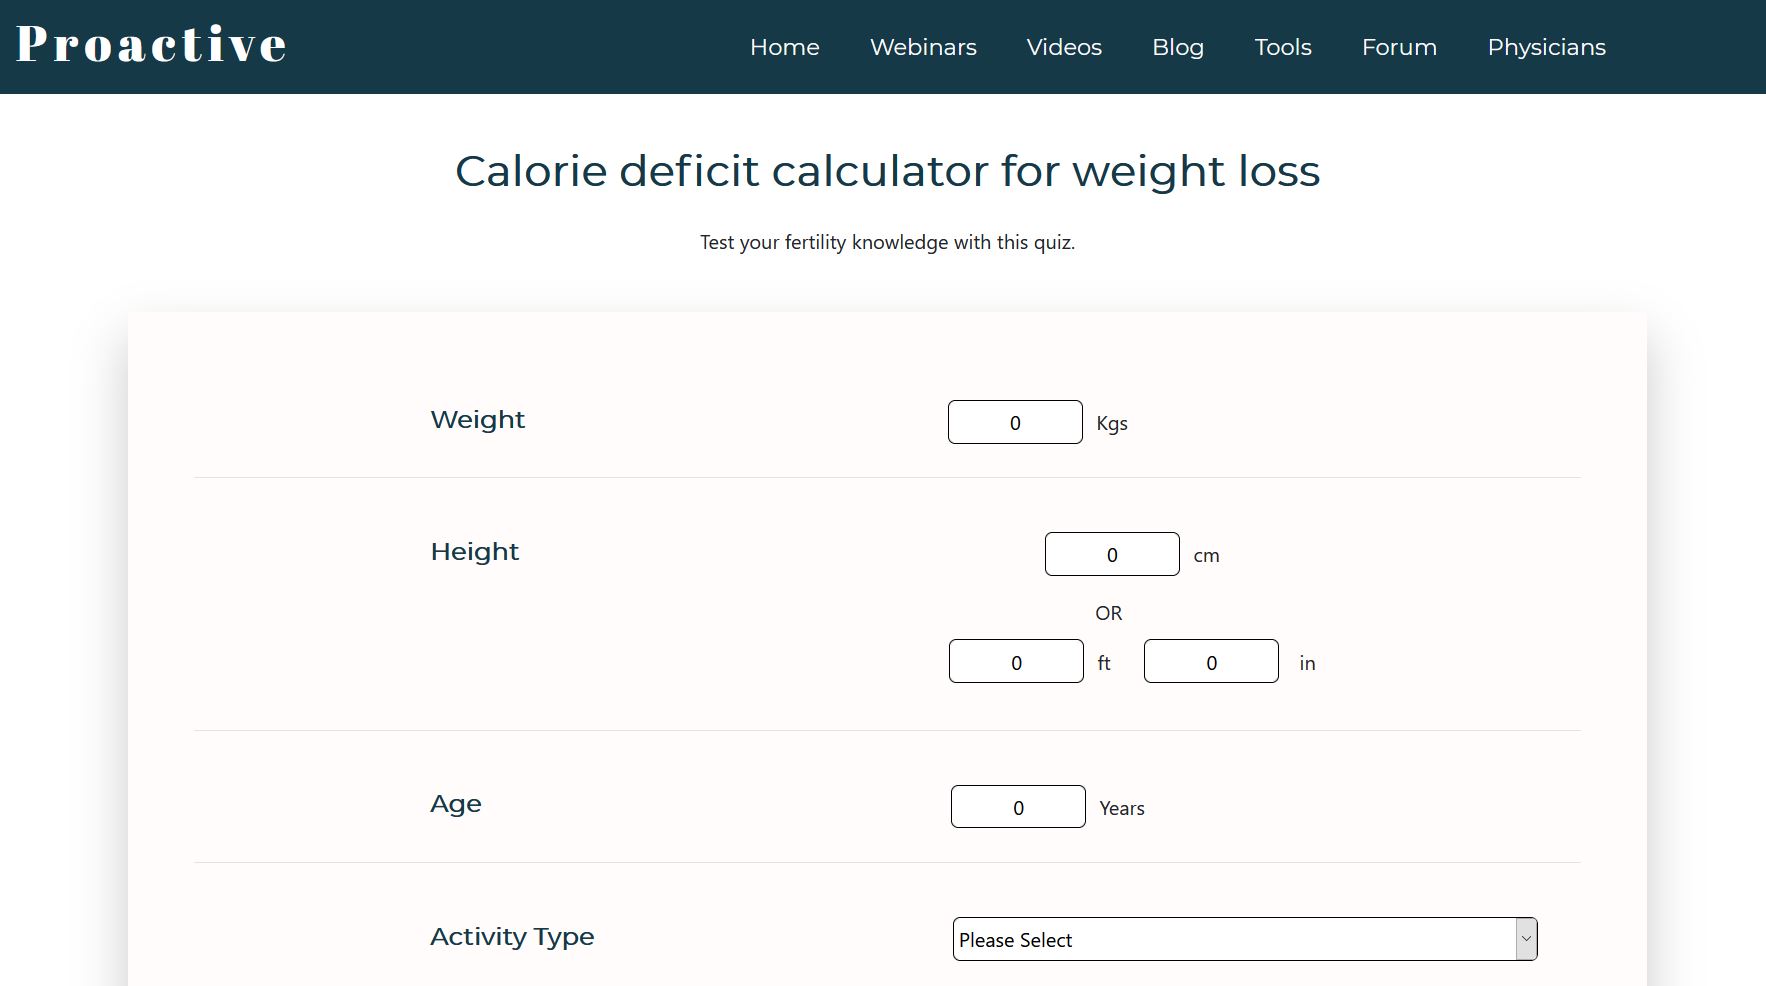 Proactive
Home Webinars Videos Blog Tools Forum Physicians
Calorie deficit calculator for weight loss
Test your fertility knowledge with this quiz.
Weight 0 Kgs
Height 0 cm
OR
0 ft 0 in
Age 0 Years
Activity Type Please Select